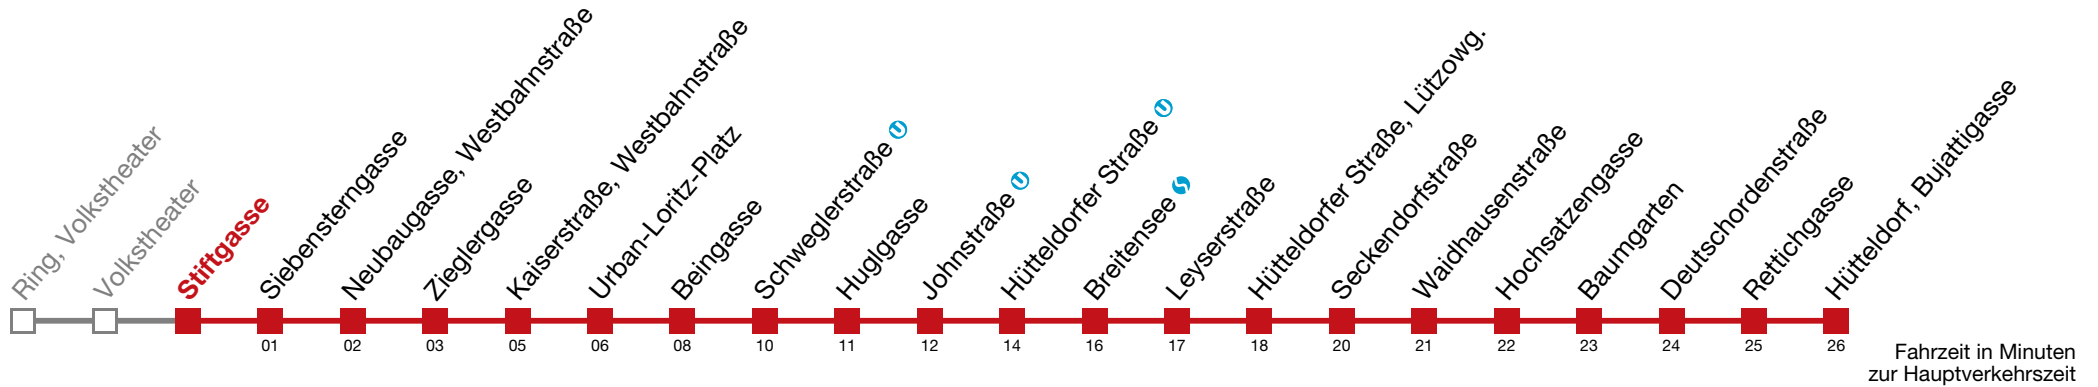 Ring, Volkstheater
Volkstheater
Stiftgasse
Siebensterngasse
Neubaugasse, Westbahnstraße
Zieglergasse
Kaiserstraße, Westbahnstraße
Urban-Loritz-Platz
Beingasse
Schweglerstraße U
Huglgasse
Johnstraße U
Hütteldorfer Straße U
Breitensee S
Leyserstraße
Hütteldorfer Straße, Lützowg.
Seckendorfstraße
Waidhausenstraße
Hochsatzengasse
Baumgarten
Deutschordenstraße
Rettichgasse
Hütteldorf, Bujattigasse
01 02 03 05 06 08 10 11 12 14 16 17 18 20 21 22 23 24 25 26
Fahrzeit in Minuten
zur Hauptverkehrszeit